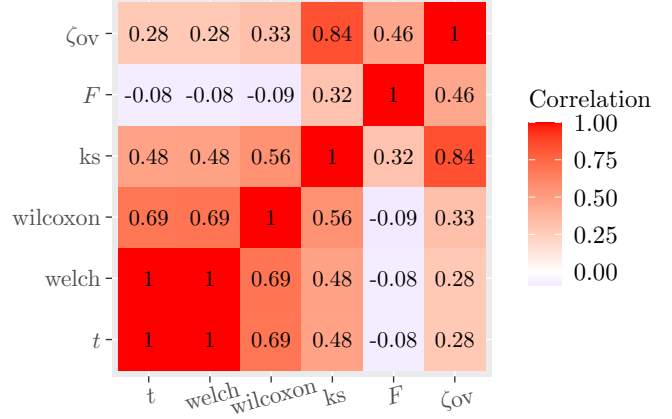 ζov 0.28 0.28 0.33 0.84 0.46 1
F -0.08 -0.08 -0.09 0.32 1 0.46
ks 0.48 0.48 0.56 1 0.32 0.84
wilcoxon 0.69 0.69 1 0.56 -0.09 0.33
welch 1 1 0.69 0.48 -0.08 0.28
t 1 1 0.69 0.48 -0.08 0.28
t welch wilcoxon ks F ζov
Correlation
1.00
0.75
0.50
0.25
0.00